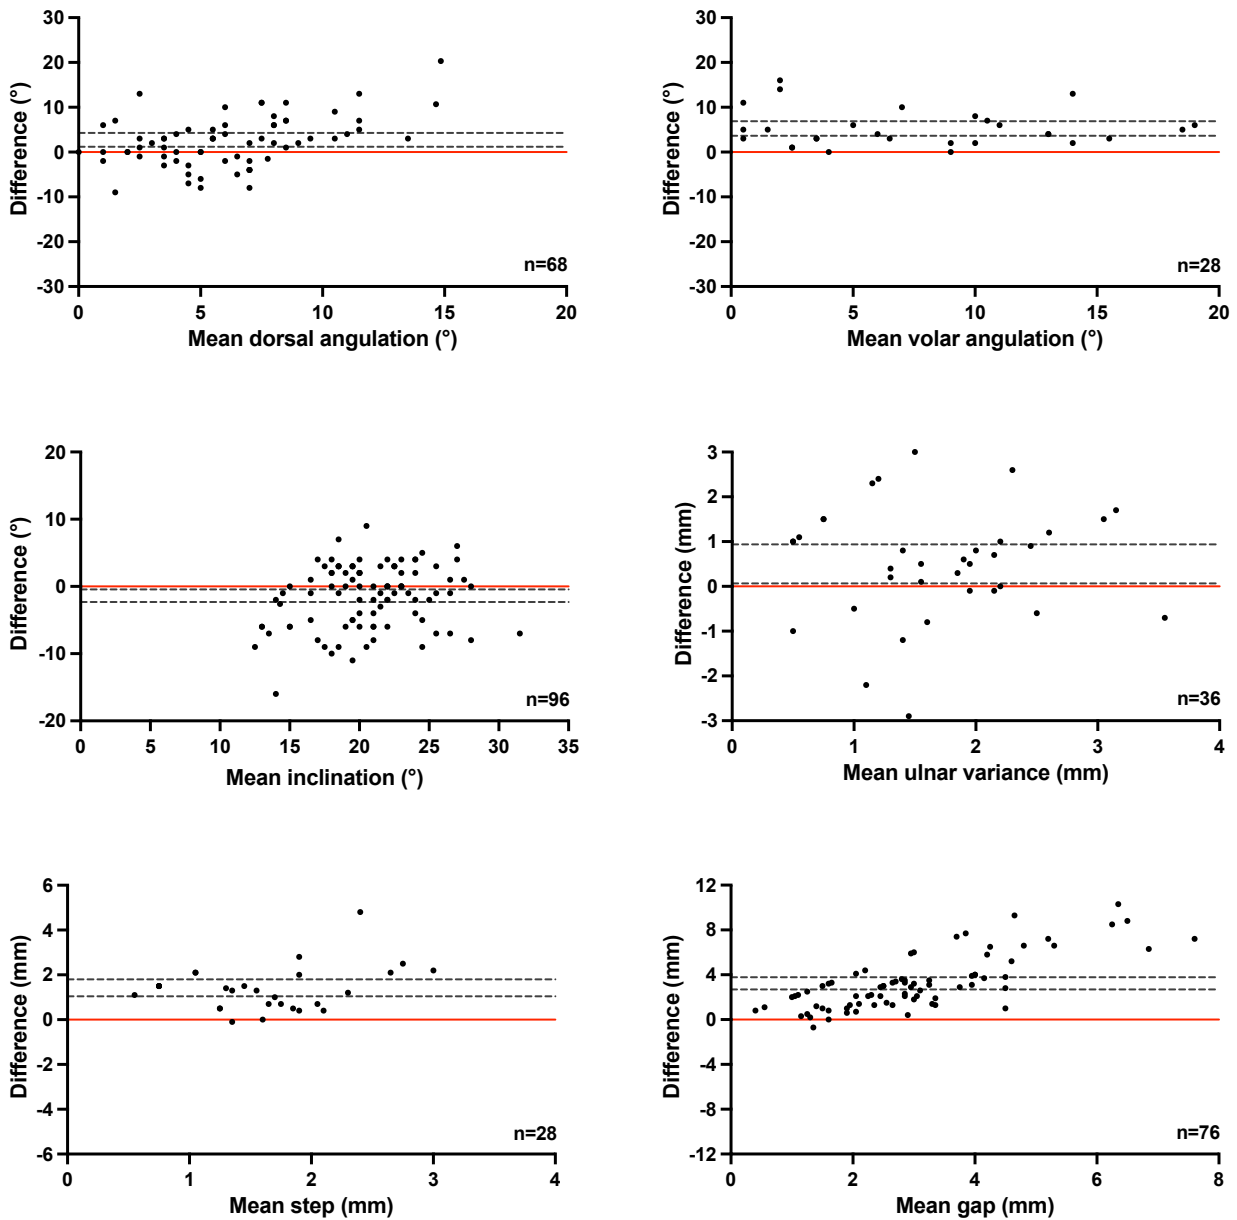 30
20
10
0
-10
-20
-30
Difference (°)
n=68
0 5 10 15 20
Mean dorsal angulation (°)
30
20
10
0
-10
-20
-30
Difference (°)
n=28
0 5 10 15 20
Mean volar angulation (°)
20
10
0
-10
-20
Difference (°)
n=96
0 5 10 15 20 25 30 35
Mean inclination (°)
3
2
1
0
-1
-2
-3
Difference (mm)
n=36
0 1 2 3 4
Mean ulnar variance (mm)
6
4
2
0
-2
-4
-6
Difference (mm)
n=28
0 1 2 3 4
Mean step (mm)
12
8
4
0
-4
-8
-12
Difference (mm)
n=76
0 2 4 6 8
Mean gap (mm)